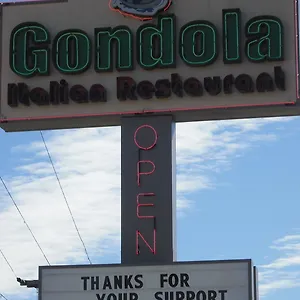 Gondola
Italian Restaurant
OPEN
THANKS FOR
YOUR SUPPORT